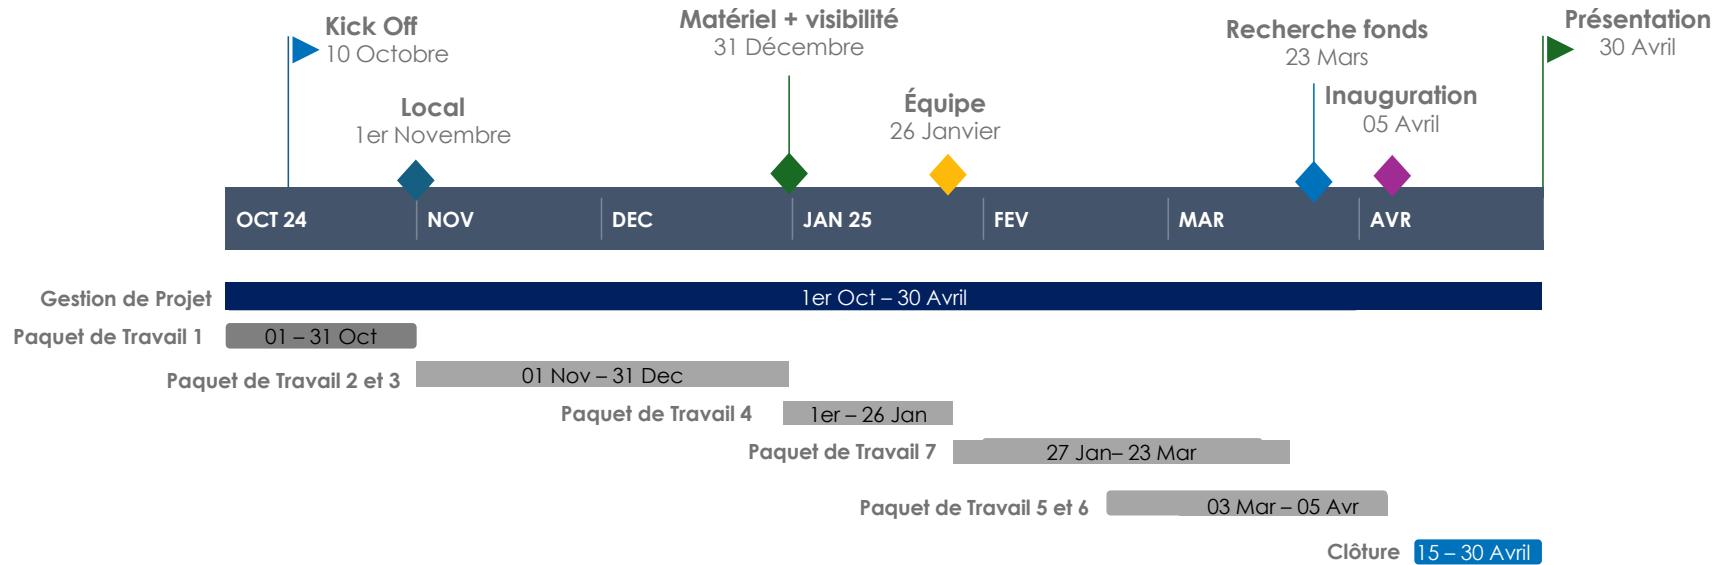 Kick Off
10 Octobre
Matériel + visibilité
31 Décembre
Recherche fonds
23 Mars
Présentation
30 Avril
Local
1er Novembre
Équipe
26 Janvier
Inauguration
05 Avril
OCT 24 NOV DEC JAN 25 FEV MAR AVR
Gestion de Projet 1er Oct – 30 Avril
Paquet de Travail 1 01 – 31 Oct
Paquet de Travail 2 et 3 01 Nov – 31 Dec
Paquet de Travail 4 1er – 26 Jan
Paquet de Travail 7 27 Jan– 23 Mar
Paquet de Travail 5 et 6 03 Mar – 05 Avr
Clôture 15 – 30 Avril